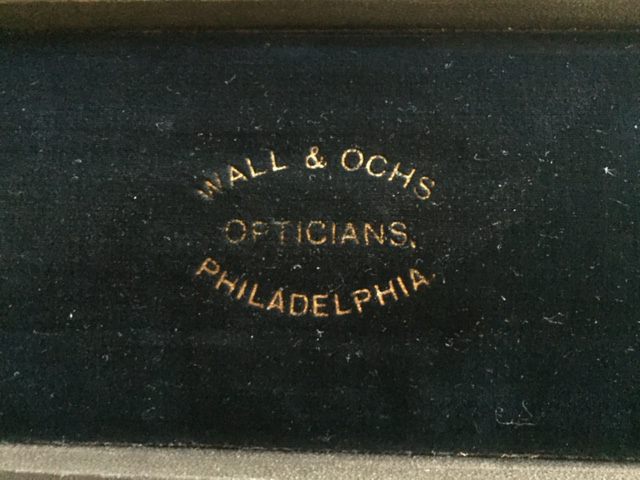 WALL & OCHS
OPTICIANS,
PHILADELPHIA.